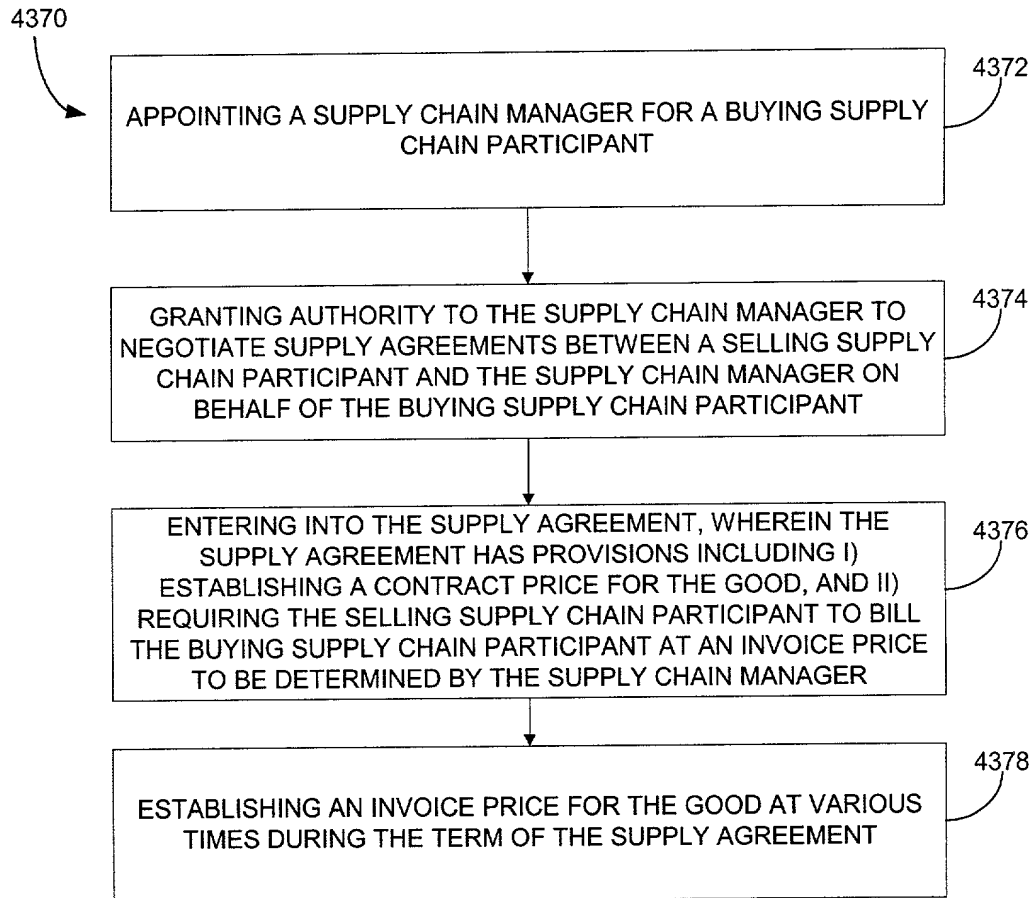 4370
4372
APPOINTING A SUPPLY CHAIN MANAGER FOR A BUYING SUPPLY
CHAIN PARTICIPANT
4374
GRANTING AUTHORITY TO THE SUPPLY CHAIN MANAGER TO
NEGOTIATE SUPPLY AGREEMENTS BETWEEN A SELLING SUPPLY
CHAIN PARTICIPANT AND THE SUPPLY CHAIN MANAGER ON
BEHALF OF THE BUYING SUPPLY CHAIN PARTICIPANT
4376
ENTERING INTO THE SUPPLY AGREEMENT, WHEREIN THE
SUPPLY AGREEMENT HAS PROVISIONS INCLUDING I)
ESTABLISHING A CONTRACT PRICE FOR THE GOOD, AND II)
REQUIRING THE SELLING SUPPLY CHAIN PARTICIPANT TO BILL
THE BUYING SUPPLY CHAIN PARTICIPANT AT AN INVOICE PRICE
TO BE DETERMINED BY THE SUPPLY CHAIN MANAGER
4378
ESTABLISHING AN INVOICE PRICE FOR THE GOOD AT VARIOUS
TIMES DURING THE TERM OF THE SUPPLY AGREEMENT